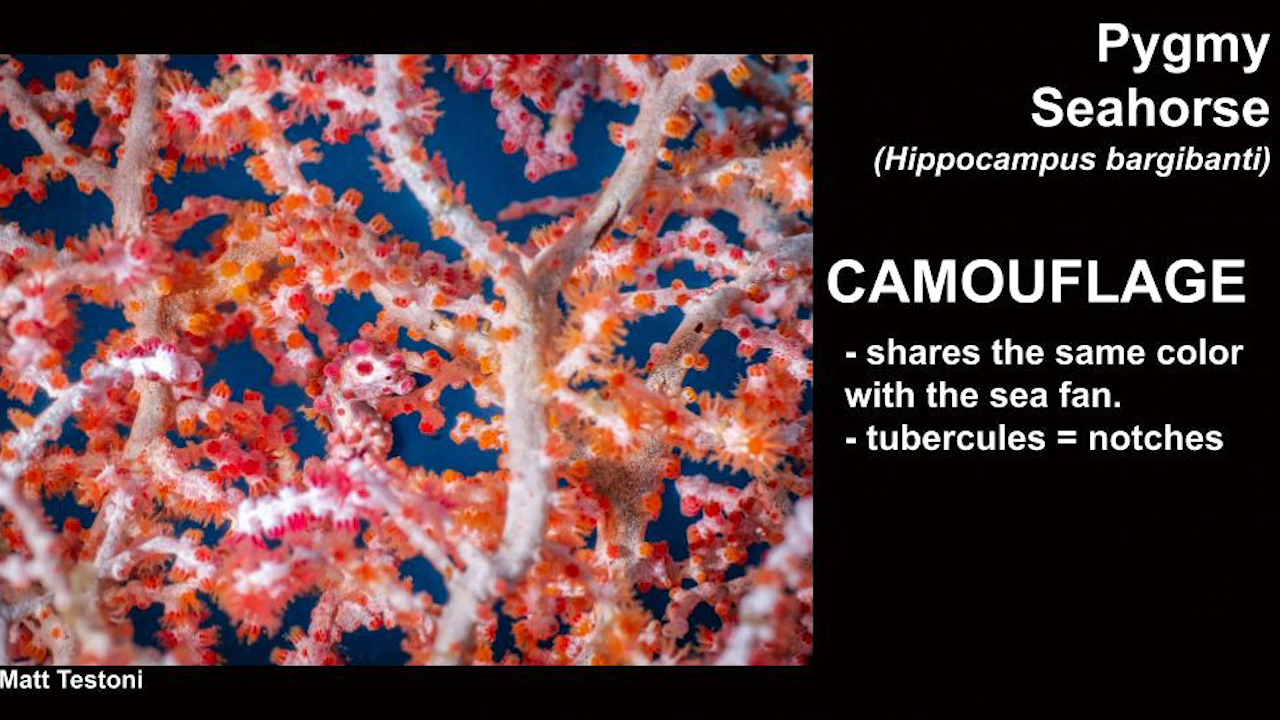 Pygmy
Seahorse
(Hippocampus bargibanti)
CAMOUFLAGE
- shares the same color
with the sea fan.
- tubercules = notches
Matt Testoni